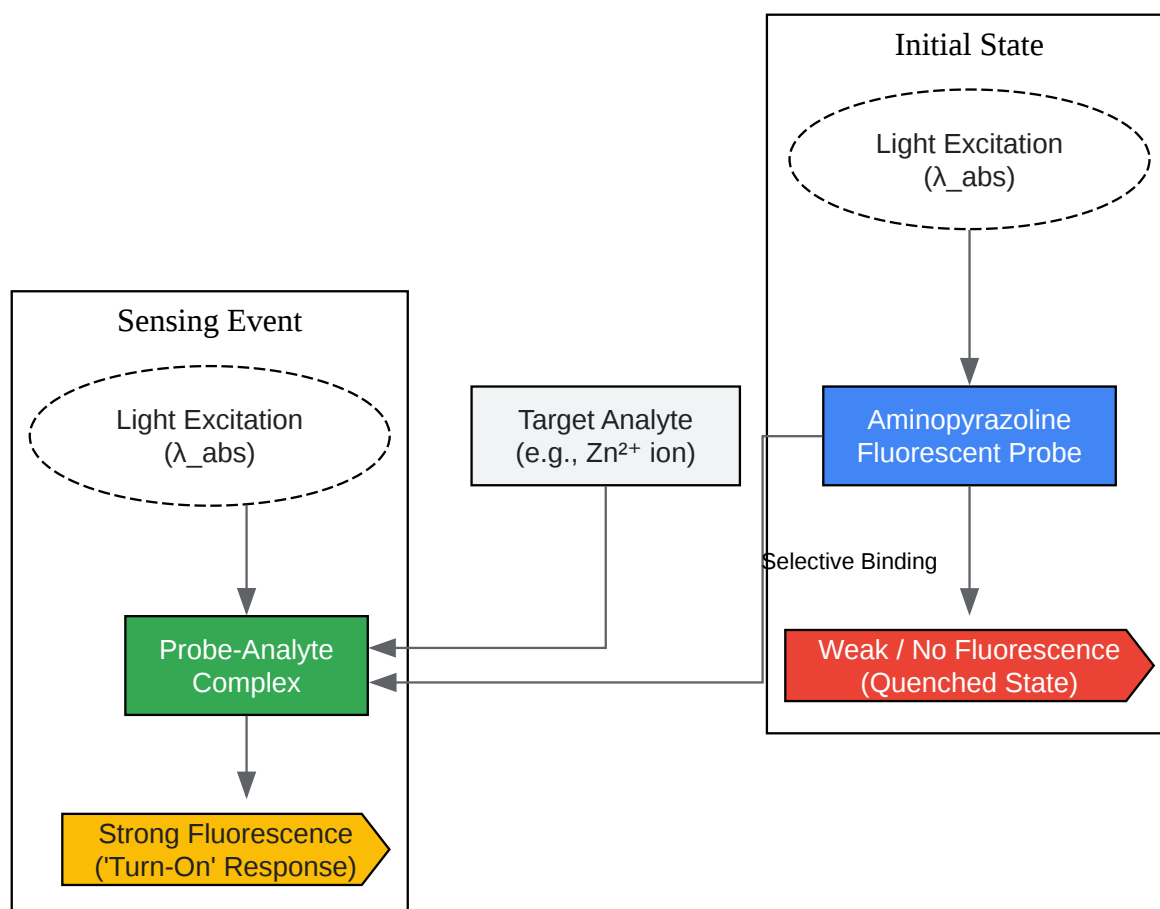 Initial State
Light Excitation
(λ_abs)
Aminopyrazoline
Fluorescent Probe
Selective Binding
Weak / No Fluorescence
(Quenched State)
Target Analyte
(e.g., Zn²⁺ ion)
Sensing Event
Light Excitation
(λ_abs)
Probe-Analyte
Complex
Strong Fluorescence
('Turn-On' Response)